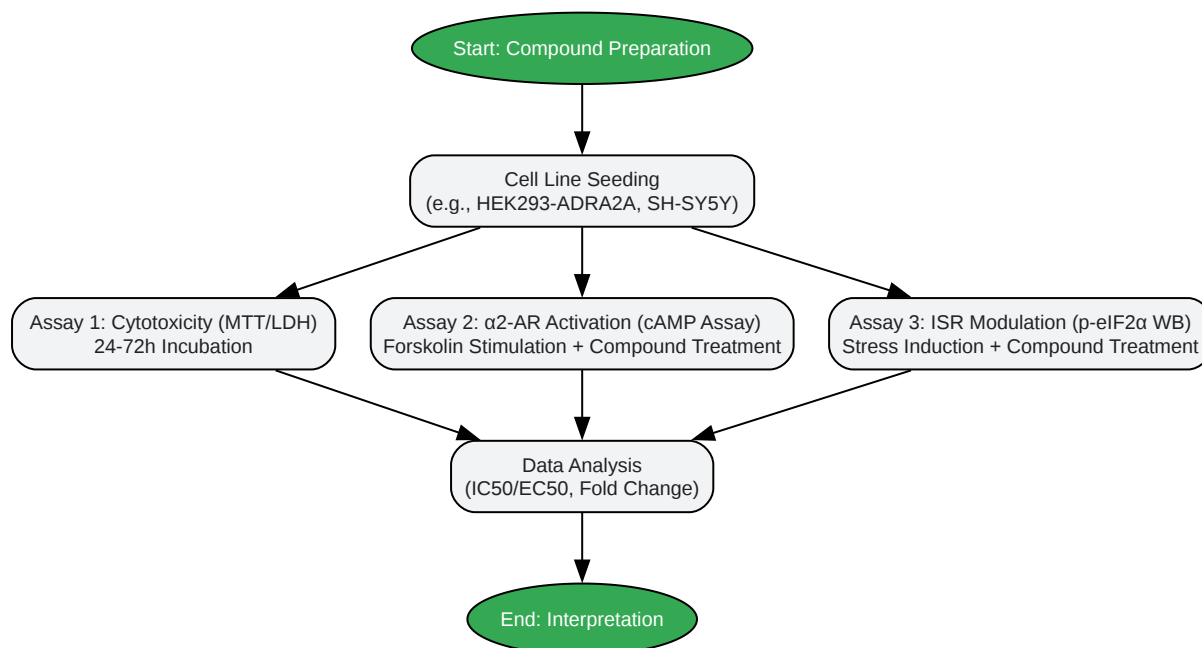 Start: Compound Preparation
Cell Line Seeding
(e.g., HEK293-ADRA2A, SH-SY5Y)
Assay 1: Cytotoxicity (MTT/LDH)
24-72h Incubation
Assay 2: α2-AR Activation (cAMP Assay)
Forskolin Stimulation + Compound Treatment
Assay 3: ISR Modulation (p-eIF2α WB)
Stress Induction + Compound Treatment
Data Analysis
(IC50/EC50, Fold Change)
End: Interpretation